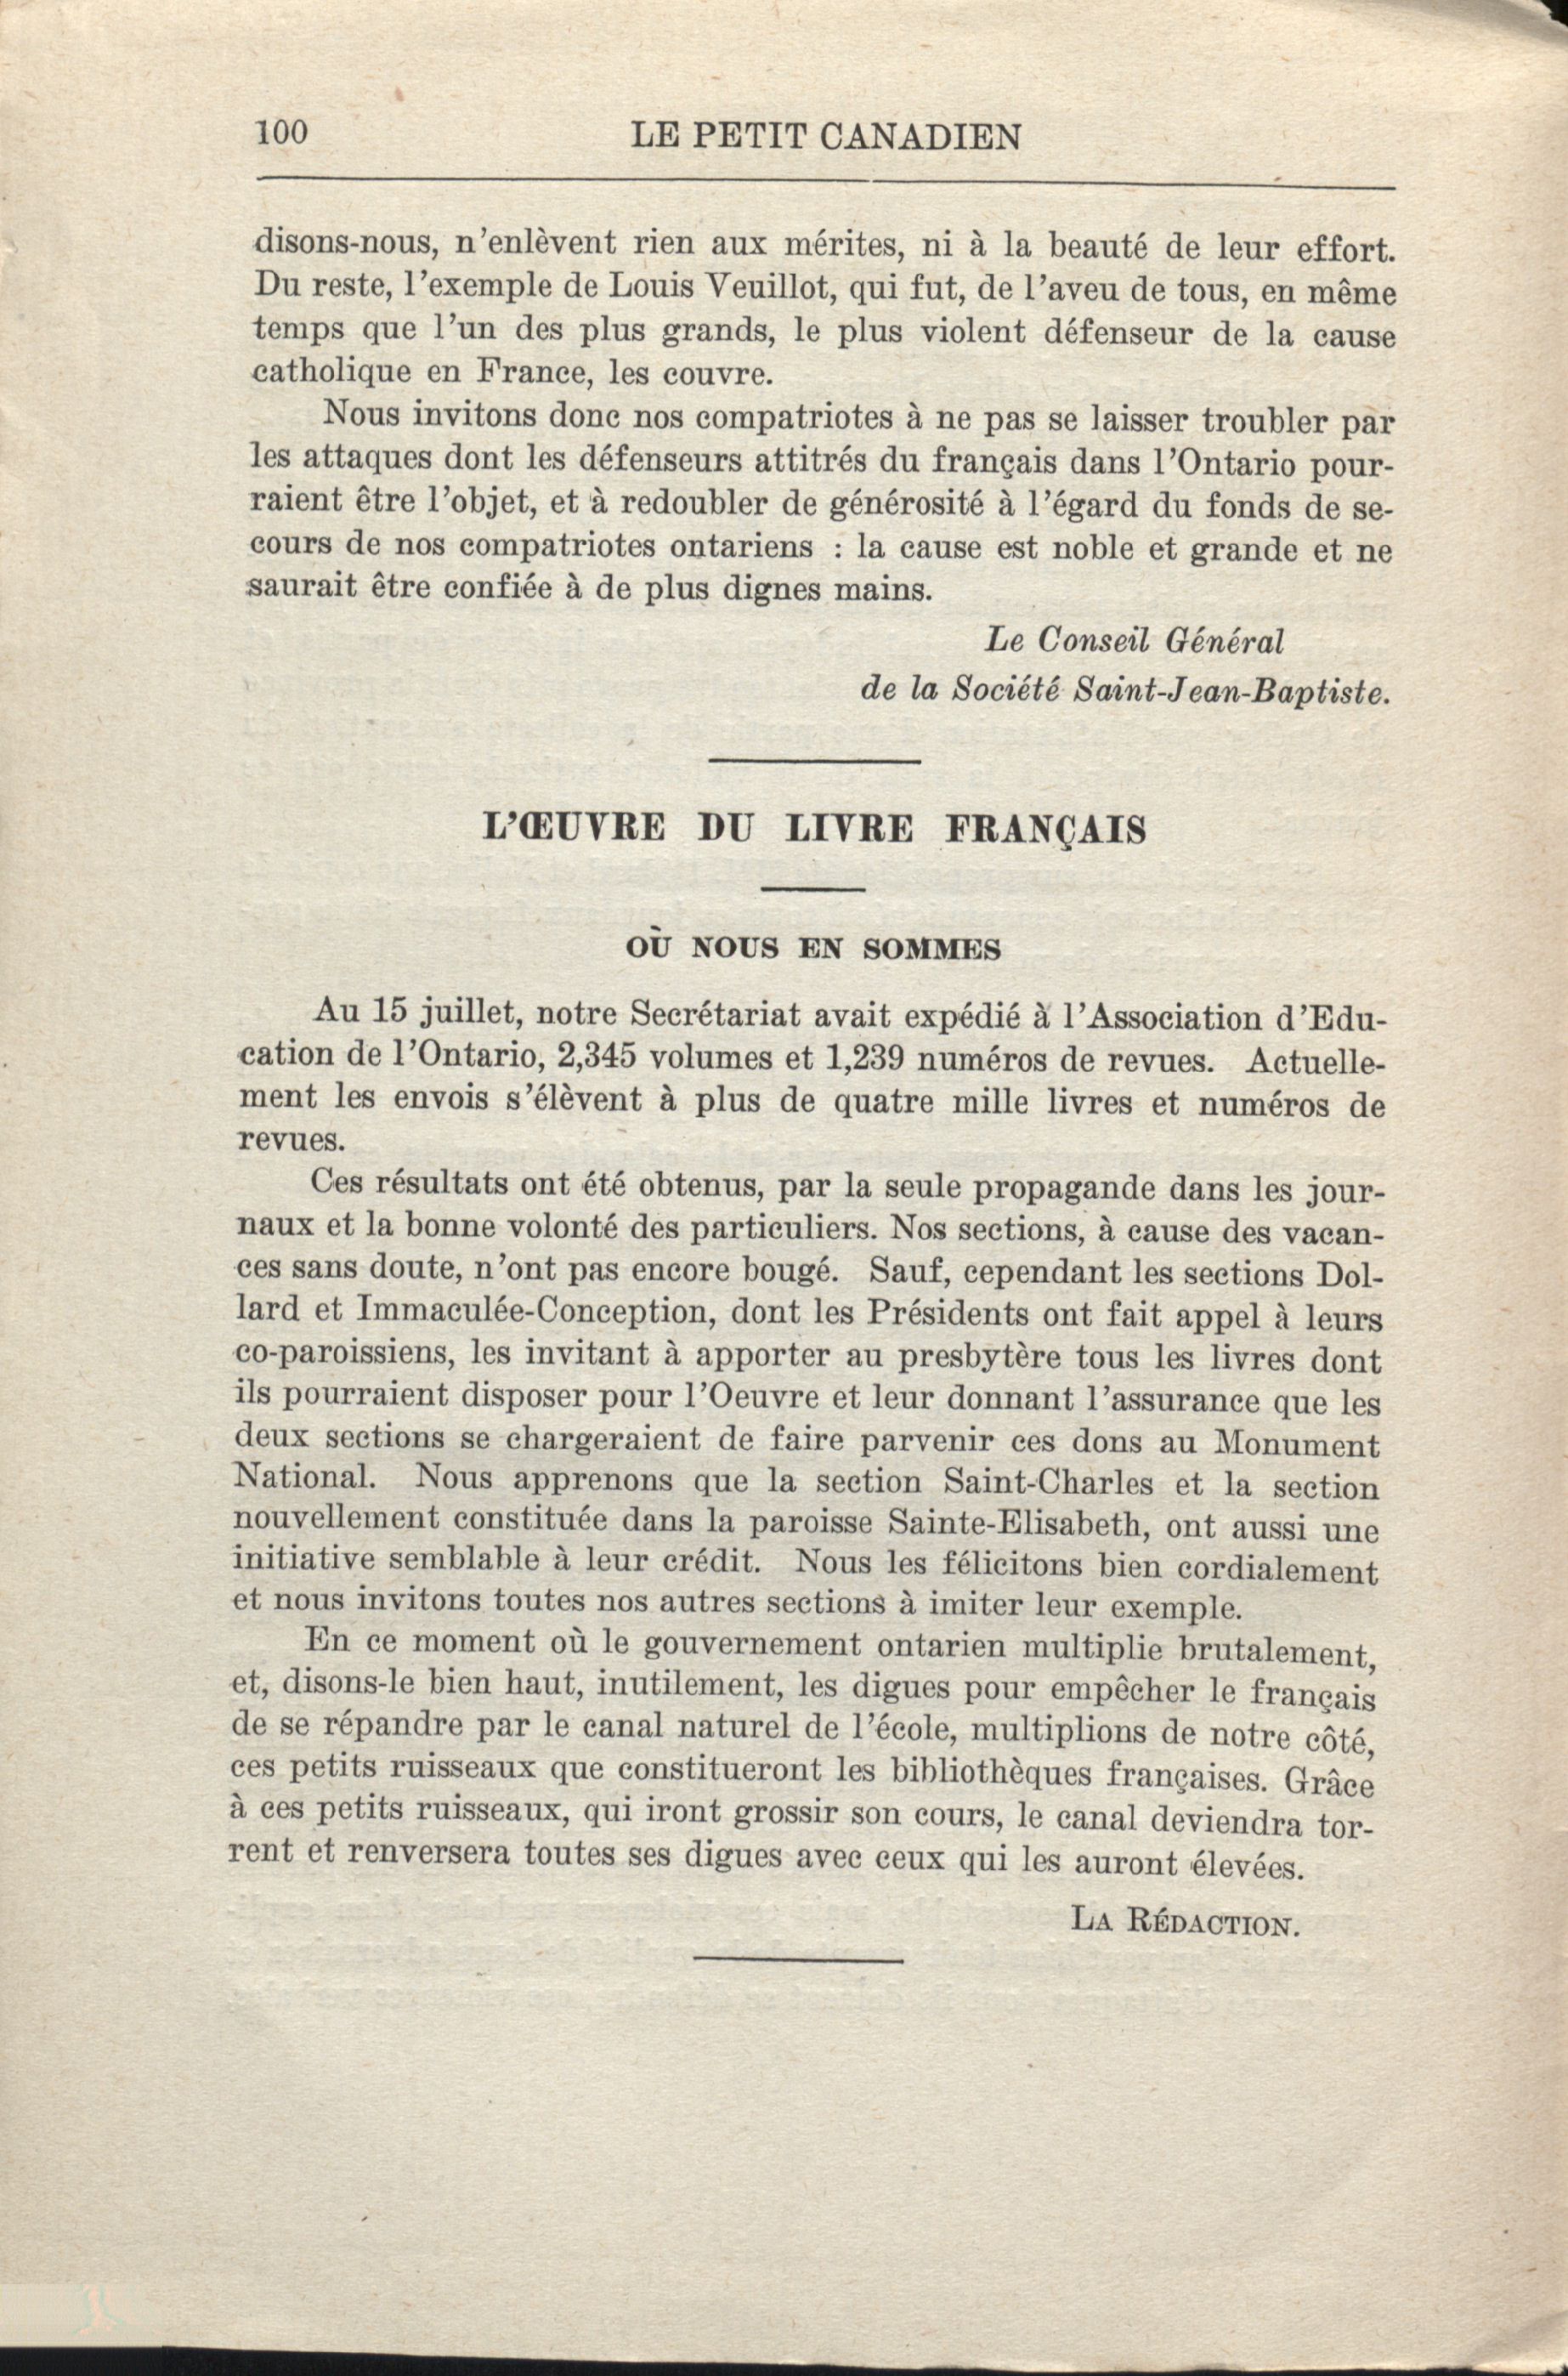 100
LE PETIT CANADIEN
disons-nous, n'enlèvent rien aux mérites, ni à la beauté de leur effort.
Du reste, l'exemple de Louis Veuillot, qui fut, de l'aveu de tous, en même
temps que l'un des plus grands, le plus violent défenseur de la cause
catholique en France, les couvre.
Nous invitons donc nos compatriotes à ne pas se laisser troubler par
les attaques dont les défenseurs attitrés du français dans l'Ontario pour-
raient être l'objet, et à redoubler de générosité à l'égard du fonds de se-
cours de nos compatriotes ontariens : la cause est noble et grande et ne
saurait être confiée à de plus dignes mains.
Le Conseil Général
de la Société Saint-Jean-Baptiste.
L'ŒUVRE DU LIVRE FRANÇAIS
OÙ NOUS EN SOMMES
Au 15 juillet, notre Secrétariat avait expédié à l'Association d'Edu-
cation de l'Ontario, 2,345 volumes et 1,239 numéros de revues. Actuelle-
ment les envois s'élèvent à plus de quatre mille livres et numéros de
revues.
Ces résultats ont été obtenus, par la seule propagande dans les jour-
naux et la bonne volonté des particuliers. Nos sections, à cause des vacan-
ces sans doute, n'ont pas encore bougé. Sauf, cependant les sections Dol-
lard et Immaculée-Conception, dont les Présidents ont fait appel à leurs
co-paroissiens, les invitant à apporter au presbytère tous les livres dont
ils pourraient disposer pour l'Oeuvre et leur donnant l'assurance que les
deux sections se chargeraient de faire parvenir ces dons au Monument
National. Nous apprenons que la section Saint-Charles et la section
nouvellement constituée dans la paroisse Sainte-Elisabeth, ont aussi une
initiative semblable à leur crédit. Nous les félicitons bien cordialement
et nous invitons toutes nos autres sections à imiter leur exemple.
En ce moment où le gouvernement ontarien multiplie brutalement,
et, disons-le bien haut, inutilement, les digues pour empêcher le français
de se répandre par le canal naturel de l'école, multiplions de notre côté,
ces petits ruisseaux que constitueront les bibliothèques françaises. Grâce
à ces petits ruisseaux, qui iront grossir son cours, le canal deviendra tor-
rent et renversera toutes ses digues avec ceux qui les auront élevées.
LA RÉDACTION.